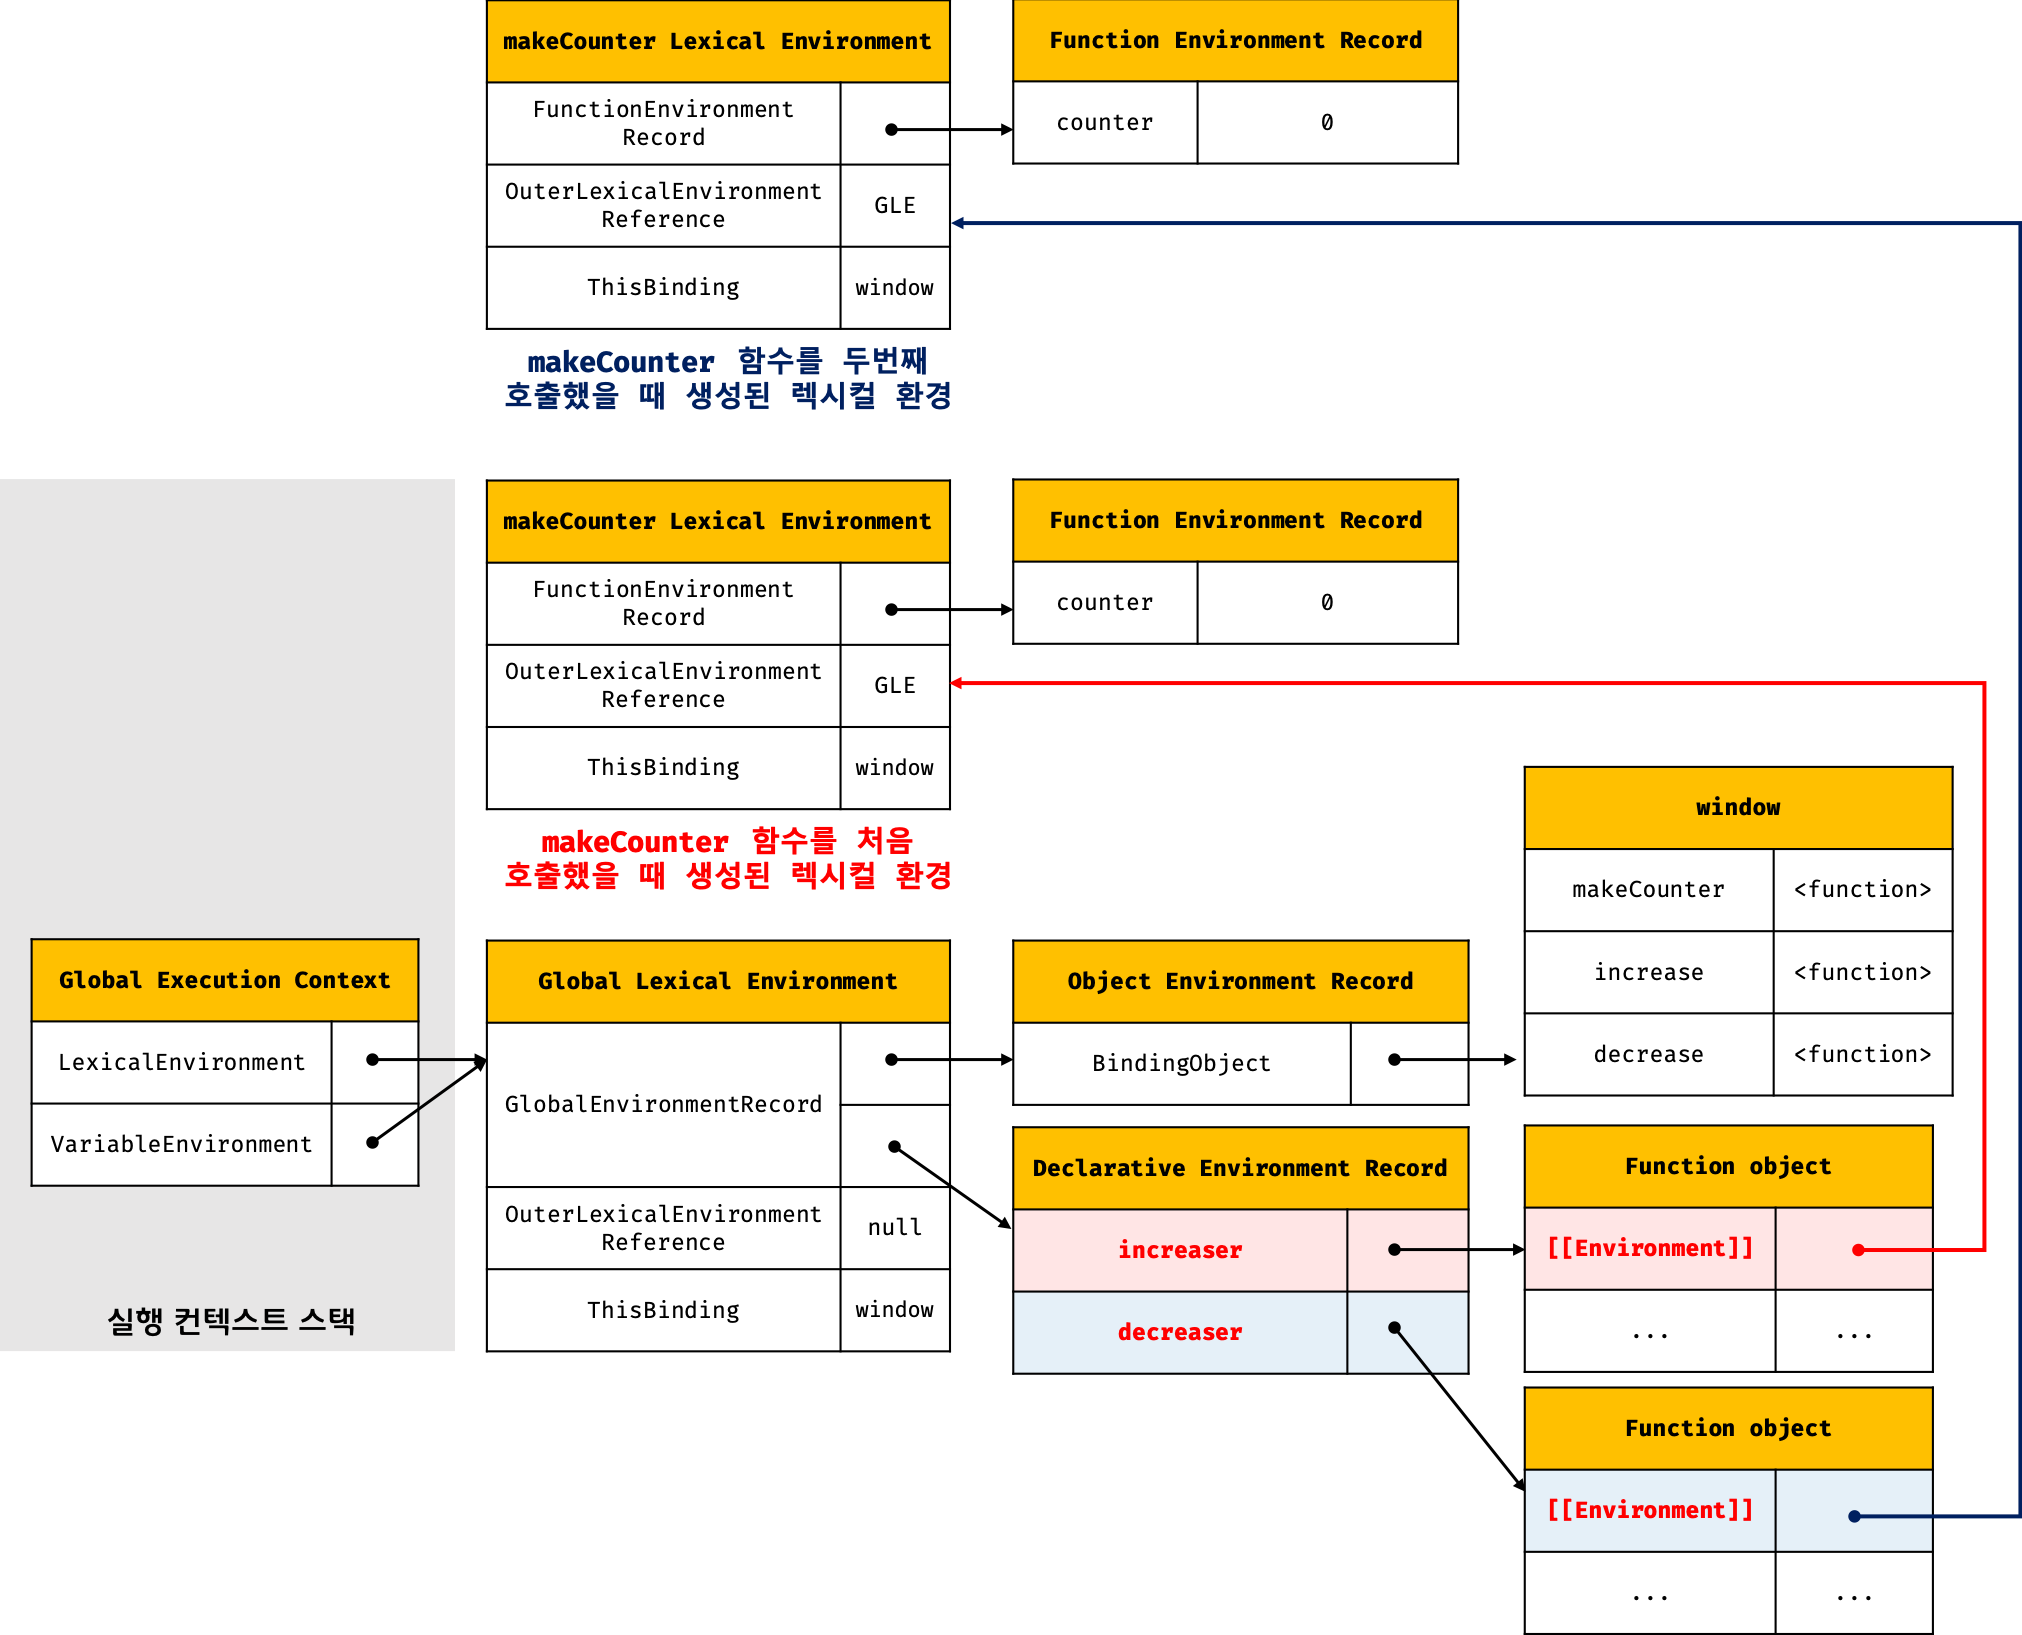 makeCounter Lexical Environment
FunctionEnvironment
Record
OuterLexicalEnvironment
Reference
GLE
ThisBinding
window
Function Environment Record
counter
0
makeCounter 함수를 두번째
호출했을 때 생성된 렉시컬 환경
makeCounter Lexical Environment
FunctionEnvironment
Record
OuterLexicalEnvironment
Reference
GLE
ThisBinding
window
Function Environment Record
counter
0
makeCounter 함수를 처음
호출했을 때 생성된 렉시컬 환경
Global Execution Context
LexicalEnvironment
VariableEnvironment
실행 컨텍스트 스택
Global Lexical Environment
GlobalEnvironmentRecord
OuterLexicalEnvironment
Reference
null
ThisBinding
window
Object Environment Record
BindingObject
Declarative Environment Record
increaser
decreaser
window
makeCounter
<function>
increase
<function>
decrease
<function>
Function object
[[Environment]]
...
...
Function object
[[Environment]]
...
...